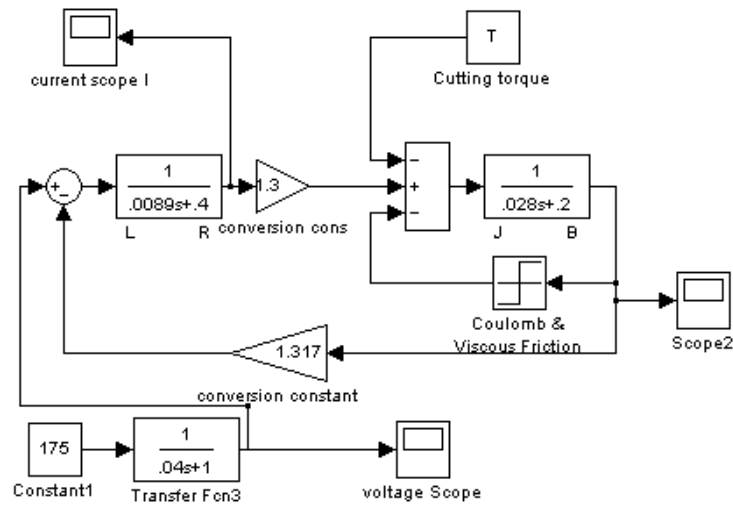 current scope I
T
Cutting torque
+
−
1
.0089s+.4
L R
1.3
conversion cons
−
+
−
1
.028s+.2
J B
Coulomb &
Viscous Friction
Scope2
1.317
conversion constant
175
Constant1
1
.04s+1
Transfer Fcn3
voltage Scope